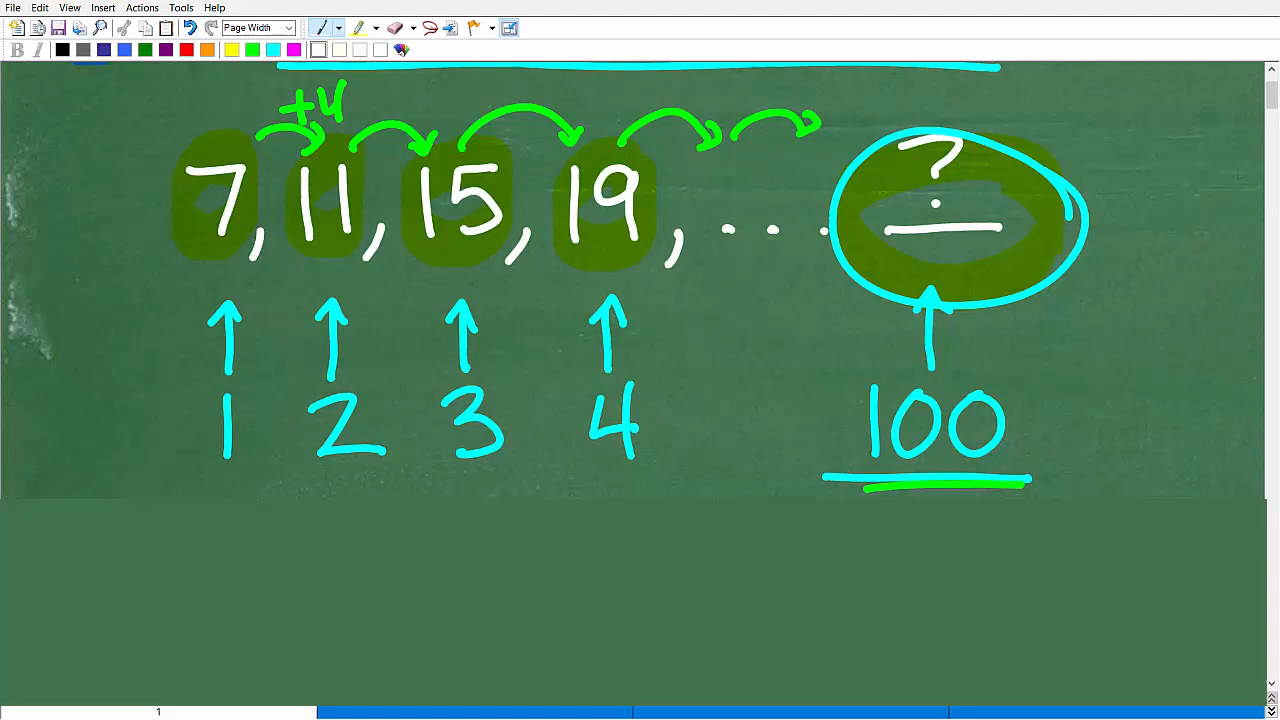 File Edit View Insert Actions Tools Help
Page Width
B I
+4
7, 11, 15, 19, ... ?
1 2 3 4 100
1